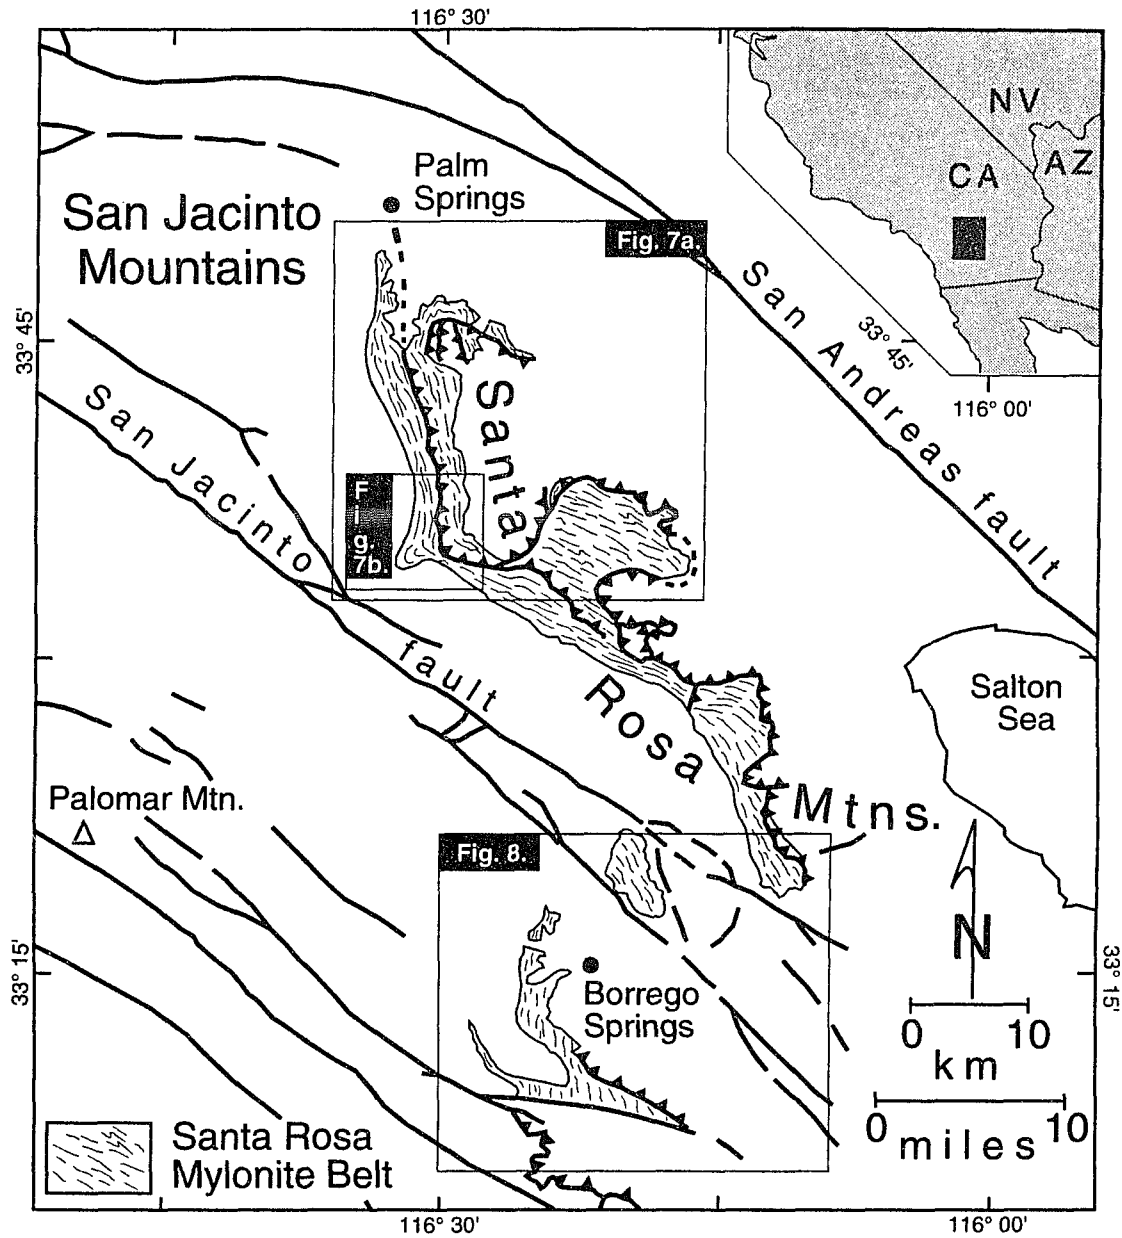 116° 30'
NV
CA
AZ
Palm
Springs
San Jacinto
Mountains
Fig. 7a.
33° 45'
33° 45'
116° 00'
San Andreas fault
San Jacinto fault
Santa Rosa Mtns.
Fig. 7b.
Salton
Sea
Palomar Mtn.
Fig. 8.
N
33° 15'
33° 15'
Borrego
Springs
0 10
km
0 10
miles
Santa Rosa
Mylonite Belt
116° 30'
116° 00'